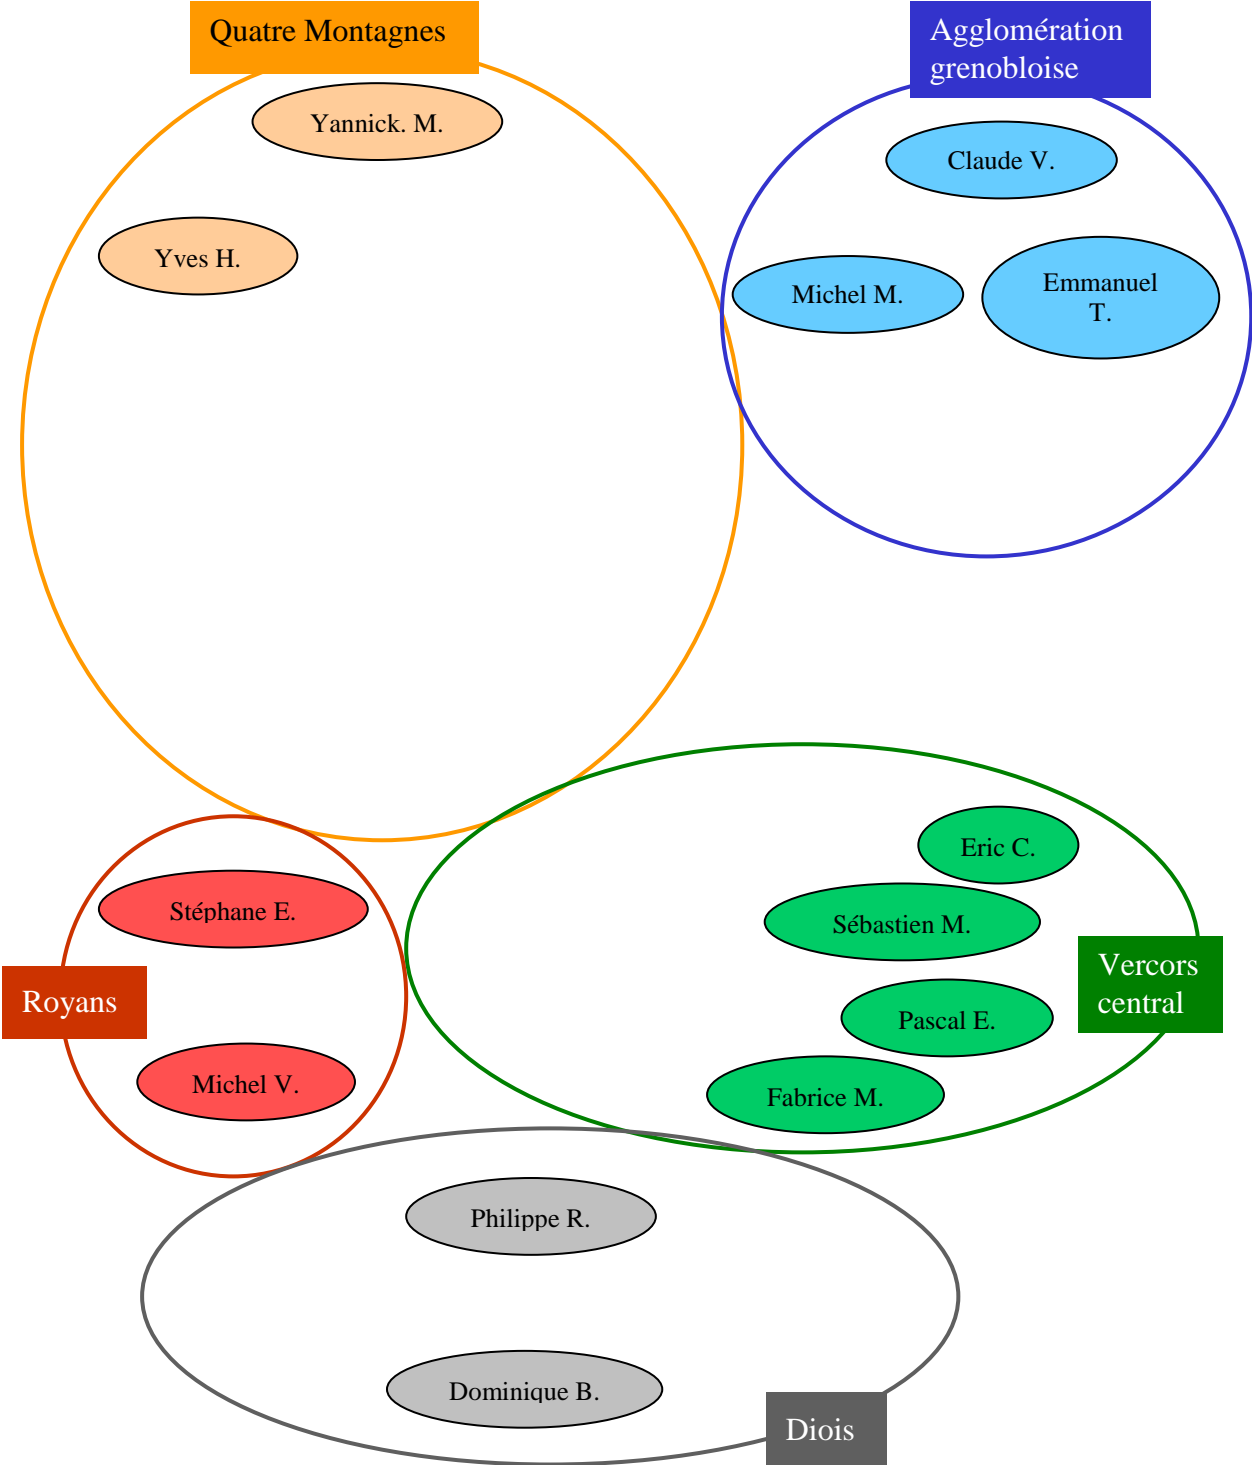 Quatre Montagnes
Yannick. M.
Yves H.
Agglomération
grenobloise
Claude V.
Michel M.
Emmanuel
T.
Eric C.
Sébastien M.
Pascal E.
Fabrice M.
Vercors
central
Stéphane E.
Royans
Michel V.
Philippe R.
Dominique B.
Diois